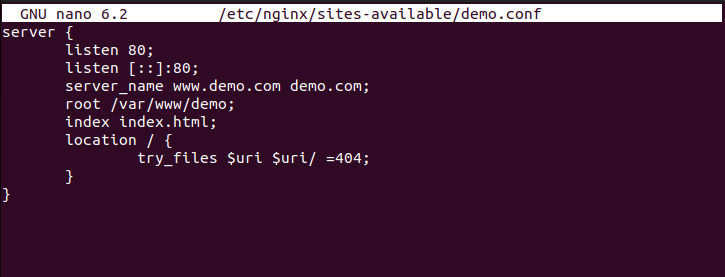 GNU nano 6.2 /etc/nginx/sites-available/demo.conf
server {
listen 80;
listen [::]:80;
server_name www.demo.com demo.com;
root /var/www/demo;
index index.html;
location / {
try_files $uri $uri/ =404;
}
}